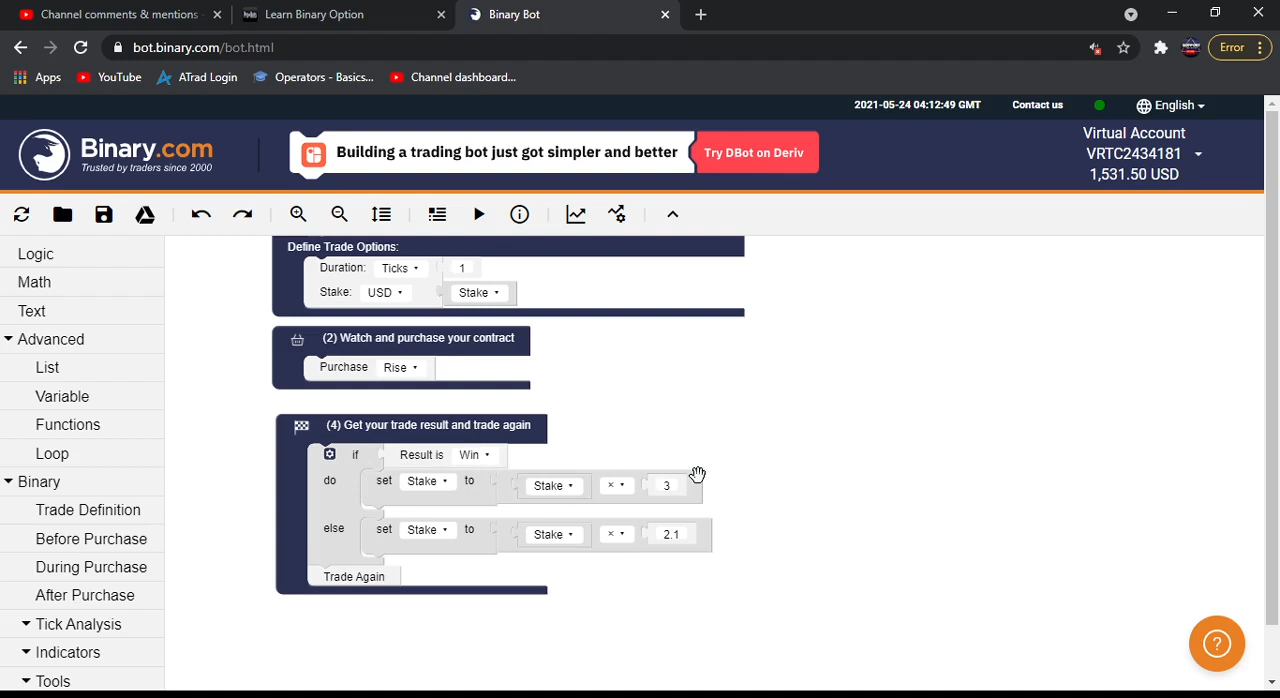 Channel comments & mentions -
Learn Binary Option
Binary Bot
bot.binary.com/bot.html
Error
Apps
YouTube
ATrad Login
Operators - Basics...
Channel dashboard...
2021-05-24 04:12:49 GMT
Contact us
English
Binary.com
Trusted by traders since 2000
Building a trading bot just got simpler and better
Try DBot on Deriv
Virtual Account
VRTC2434181
1,531.50 USD
Logic
Math
Text
Advanced
List
Variable
Functions
Loop
Binary
Trade Definition
Before Purchase
During Purchase
After Purchase
Tick Analysis
Indicators
Tools
Define Trade Options:
Duration: Ticks 1
Stake: USD Stake
(2) Watch and purchase your contract
Purchase Rise
(4) Get your trade result and trade again
if Result is Win
do set Stake to Stake × 3
else set Stake to Stake × 2.1
Trade Again